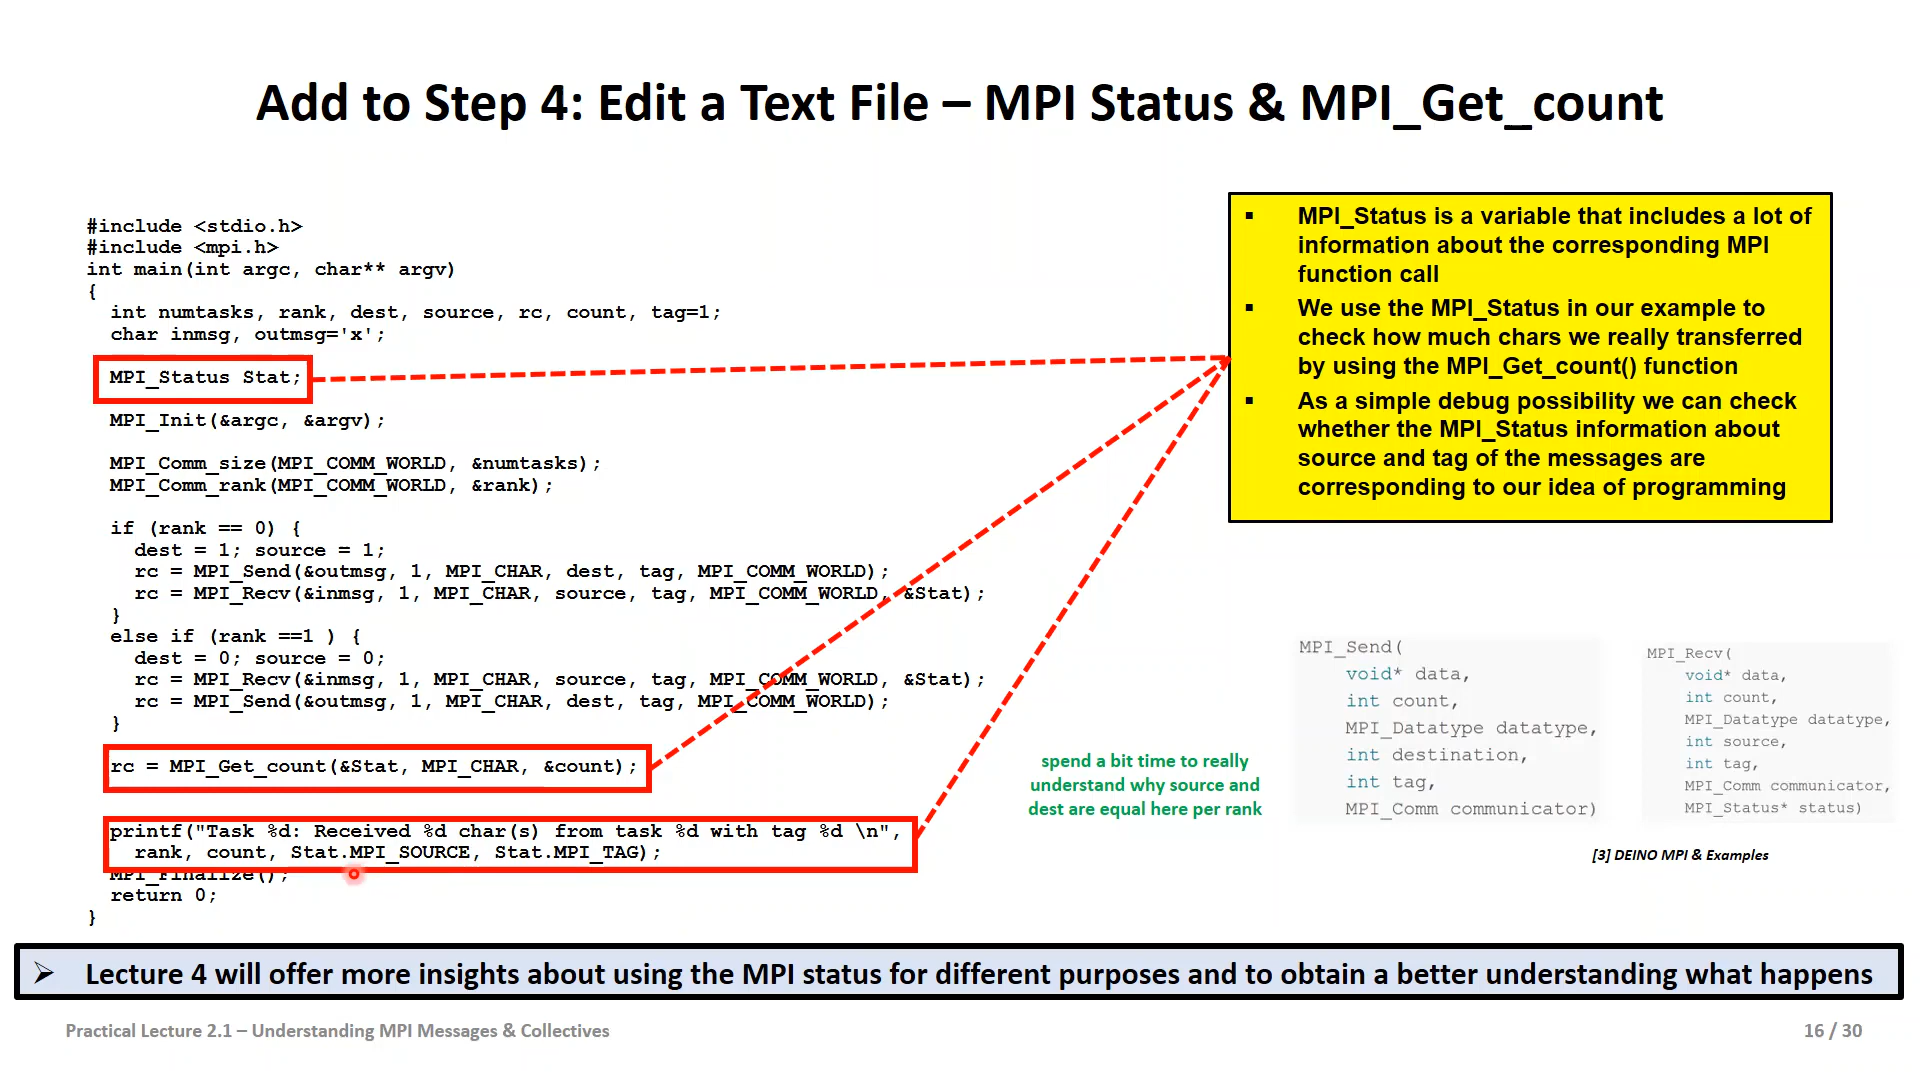 Add to Step 4: Edit a Text File – MPI Status & MPI_Get_count
#include <stdio.h>
#include <mpi.h>
int main(int argc, char** argv)
{
int numtasks, rank, dest, source, rc, count, tag=1;
char inmsg, outmsg='x';
MPI_Status Stat;
MPI_Init(&argc, &argv);
MPI_Comm_size(MPI_COMM_WORLD, &numtasks);
MPI_Comm_rank(MPI_COMM_WORLD, &rank);
if (rank == 0) {
dest = 1; source = 1;
rc = MPI_Send(&outmsg, 1, MPI_CHAR, dest, tag, MPI_COMM_WORLD);
rc = MPI_Recv(&inmsg, 1, MPI_CHAR, source, tag, MPI_COMM_WORLD, &Stat);
}
else if (rank ==1 ) {
dest = 0; source = 0;
rc = MPI_Recv(&inmsg, 1, MPI_CHAR, source, tag, MPI_COMM_WORLD, &Stat);
rc = MPI_Send(&outmsg, 1, MPI_CHAR, dest, tag, MPI_COMM_WORLD);
}
rc = MPI_Get_count(&Stat, MPI_CHAR, &count);
printf("Task %d: Received %d char(s) from task %d with tag %d \n",
rank, count, Stat.MPI_SOURCE, Stat.MPI_TAG);
MPI_Finalize();
return 0;
}
▪ MPI_Status is a variable that includes a lot of
information about the corresponding MPI
function call
▪ We use the MPI_Status in our example to
check how much chars we really transferred
by using the MPI_Get_count() function
▪ As a simple debug possibility we can check
whether the MPI_Status information about
source and tag of the messages are
corresponding to our idea of programming
spend a bit time to really
understand why source and
dest are equal here per rank
MPI_Send(
void* data,
int count,
MPI_Datatype datatype,
int destination,
int tag,
MPI_Comm communicator)
MPI_Recv(
void* data,
int count,
MPI_Datatype datatype,
int source,
int tag,
MPI_Comm communicator,
MPI_Status* status)
[3] DEINO MPI & Examples
➢ Lecture 4 will offer more insights about using the MPI status for different purposes and to obtain a better understanding what happens
Practical Lecture 2.1 – Understanding MPI Messages & Collectives
16 / 30